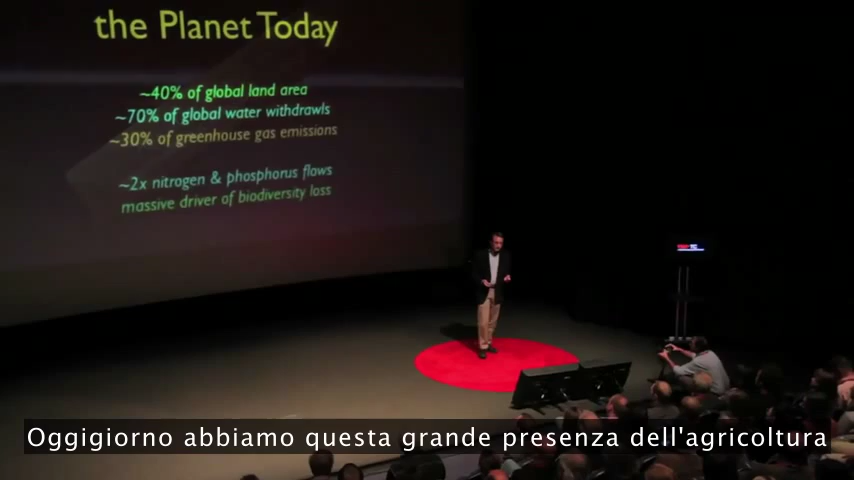 the Planet Today
~40% of global land area
~70% of global water withdrawls
~30% of greenhouse gas emissions
~2x nitrogen & phosphorus flows
massive driver of biodiversity loss
Oggigiorno abbiamo questa grande presenza dell'agricoltura